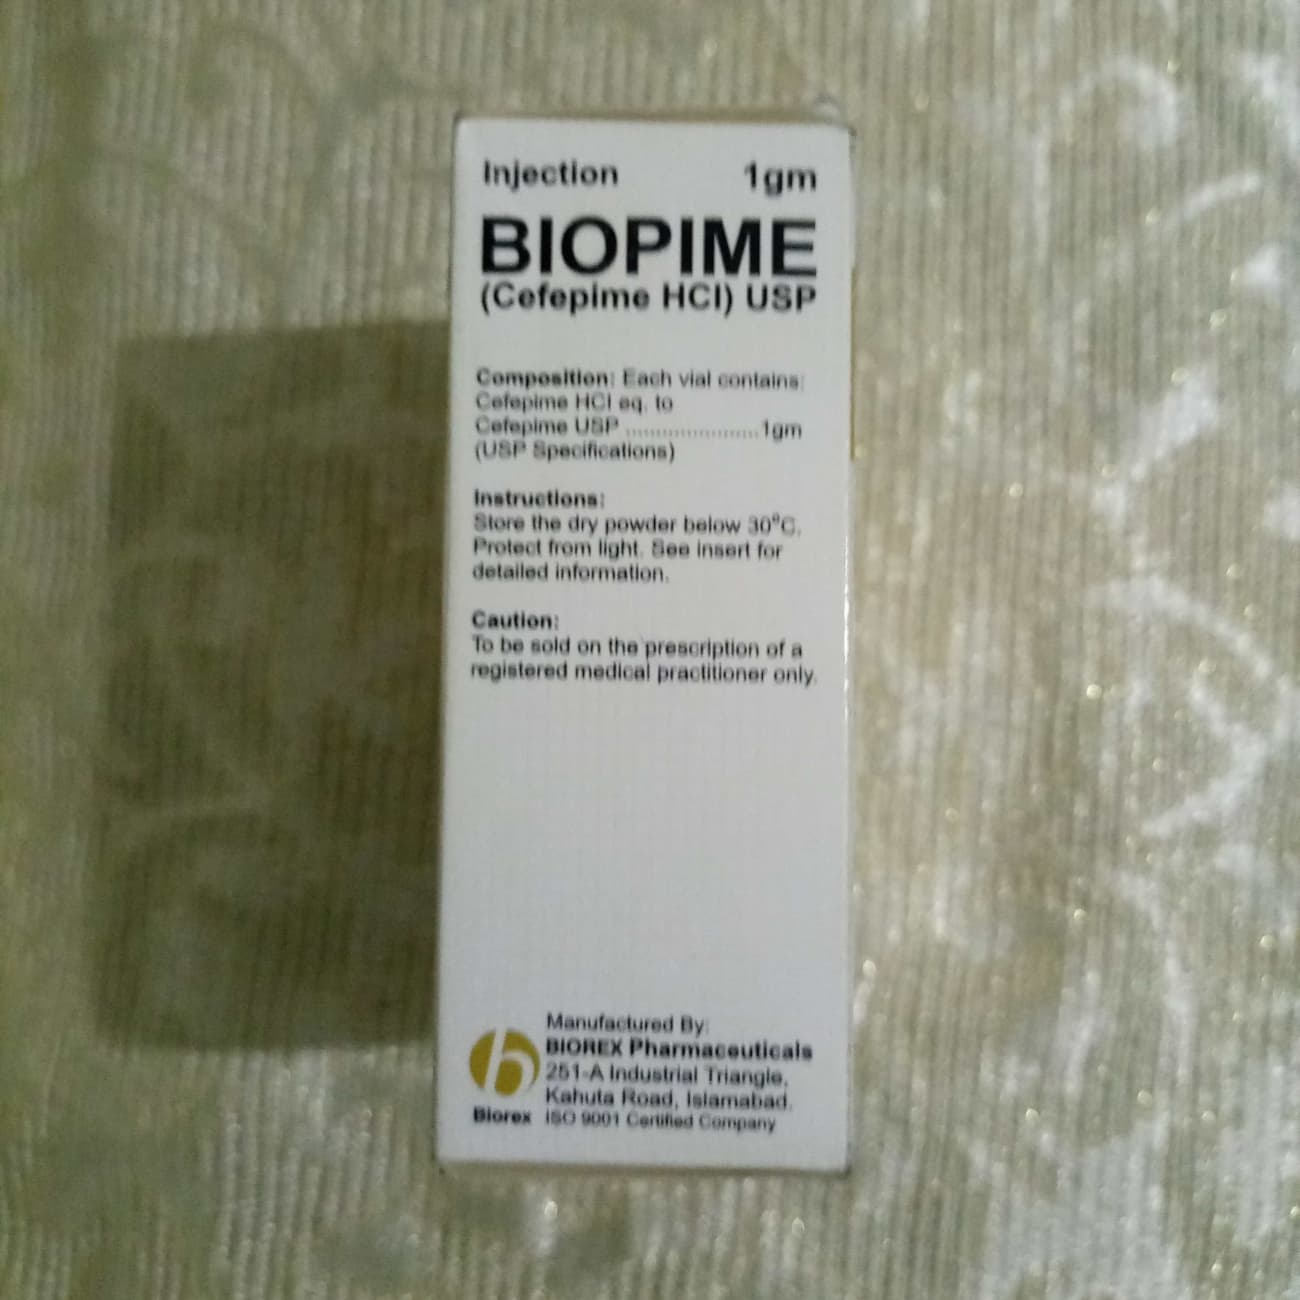 Injection 1gm
BIOPIME
(Cefepime HCl) USP
Composition: Each vial contains:
Cefepime HCl eq. to
Cefepime USP ......................1gm
(USP Specifications)
Instructions:
Store the dry powder below 30°C.
Protect from light. See insert for
detailed information.
Caution:
To be sold on the prescription of a
registered medical practitioner only.
Manufactured By:
BIOREX Pharmaceuticals
251-A Industrial Triangle,
Kahuta Road, Islamabad.
Biorex ISO 9001 Certified Company